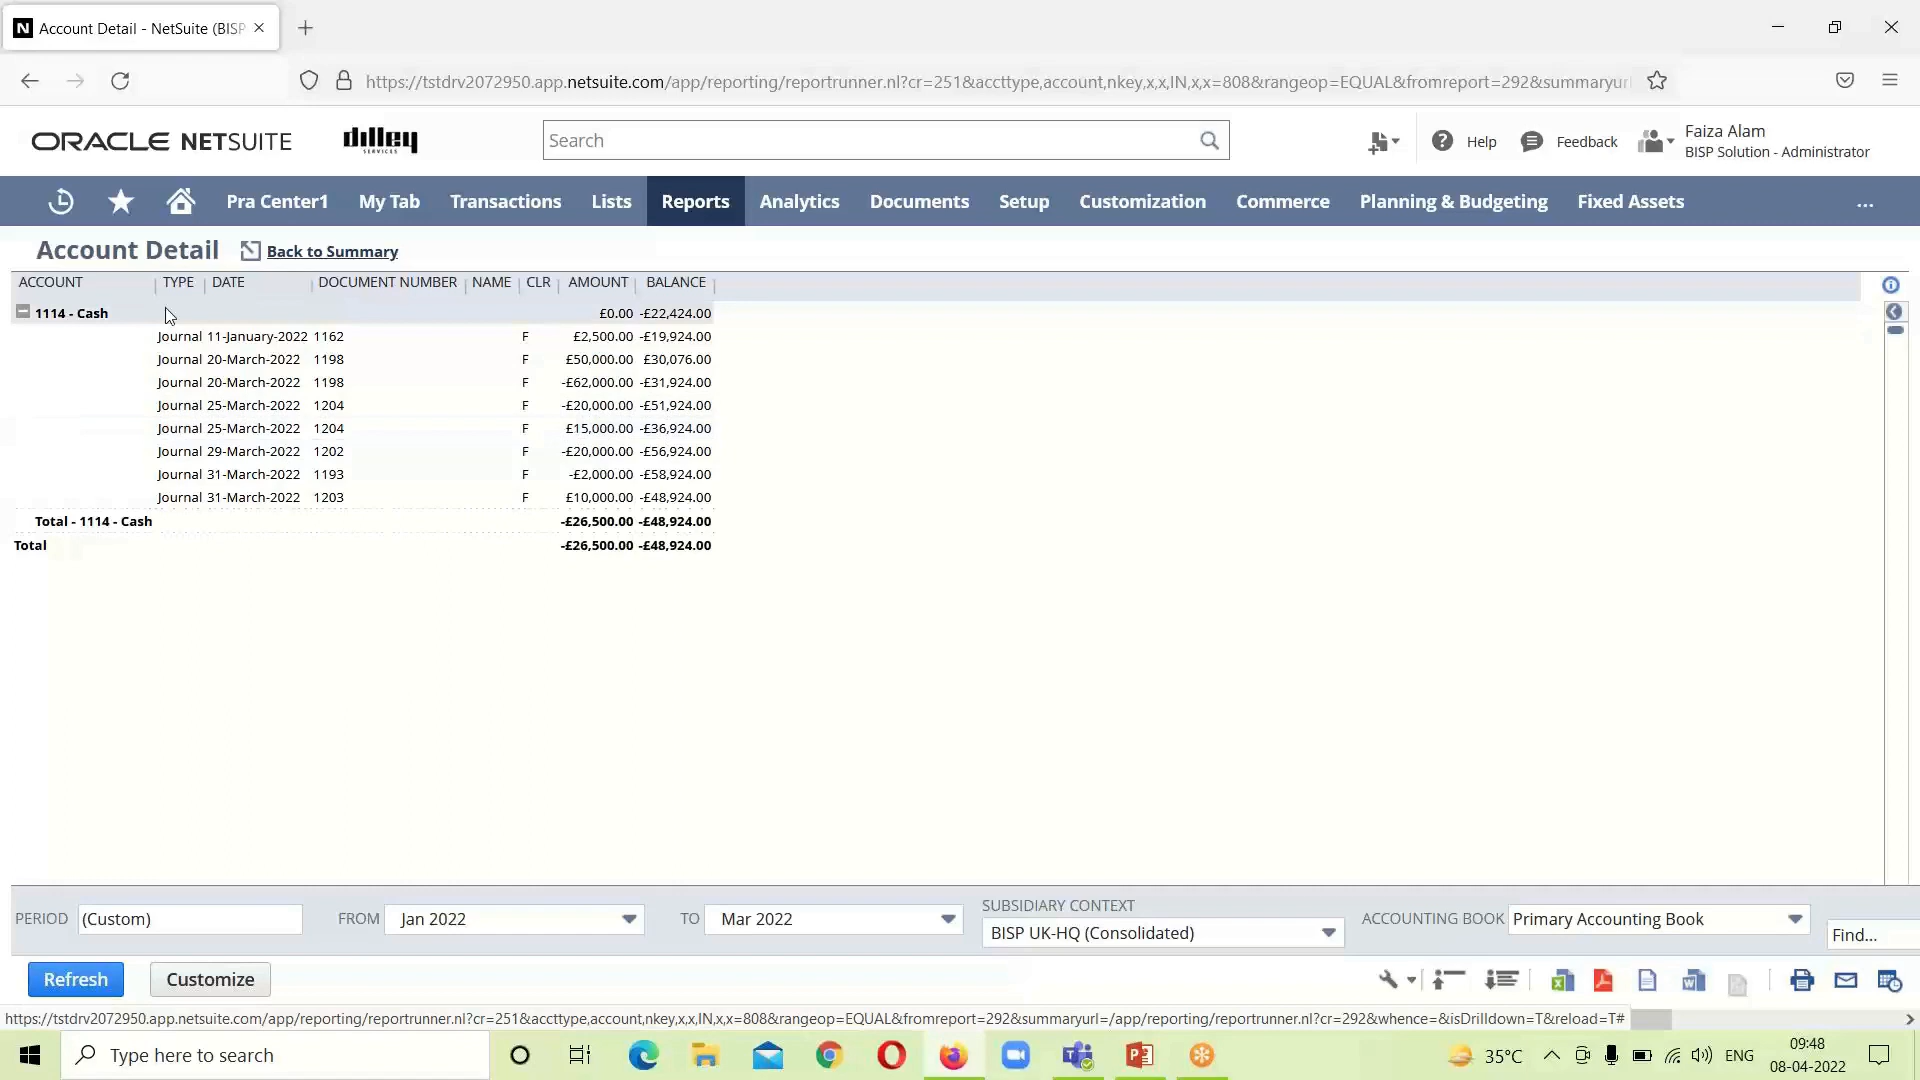 Account Detail - NetSuite (BISP
https://tstdrv2072950.app.netsuite.com/app/reporting/reportrunner.nl?cr=251&accttype,account,nkey,x,x,IN,x,x=808&rangeop=EQUAL&fromreport=292&summaryurl
ORACLE NETSUITE
dilley
SERVICES
Search
Help
Feedback
Faiza Alam
BISP Solution - Administrator
Pra Center1 My Tab Transactions Lists Reports Analytics Documents Setup Customization Commerce Planning & Budgeting Fixed Assets ...
Account Detail Back to Summary
ACCOUNT TYPE DATE DOCUMENT NUMBER NAME CLR AMOUNT BALANCE
1114 - Cash £0.00 -£22,424.00
Journal 11-January-2022 1162 F £2,500.00 -£19,924.00
Journal 20-March-2022 1198 F £50,000.00 £30,076.00
Journal 20-March-2022 1198 F -£62,000.00 -£31,924.00
Journal 25-March-2022 1204 F -£20,000.00 -£51,924.00
Journal 25-March-2022 1204 F £15,000.00 -£36,924.00
Journal 29-March-2022 1202 F -£20,000.00 -£56,924.00
Journal 31-March-2022 1193 F -£2,000.00 -£58,924.00
Journal 31-March-2022 1203 F £10,000.00 -£48,924.00
Total - 1114 - Cash -£26,500.00 -£48,924.00
Total -£26,500.00 -£48,924.00
PERIOD (Custom) FROM Jan 2022 TO Mar 2022
SUBSIDIARY CONTEXT
BISP UK-HQ (Consolidated)
ACCOUNTING BOOK Primary Accounting Book
Find...
Refresh Customize
https://tstdrv2072950.app.netsuite.com/app/reporting/reportrunner.nl?cr=251&accttype,account,nkey,x,x,IN,x,x=808&rangeop=EQUAL&fromreport=292&summaryurl=/app/reporting/reportrunner.nl?cr=292&whence=&isDrilldown=T&reload=T#
Type here to search
35°C
ENG
09:48
08-04-2022